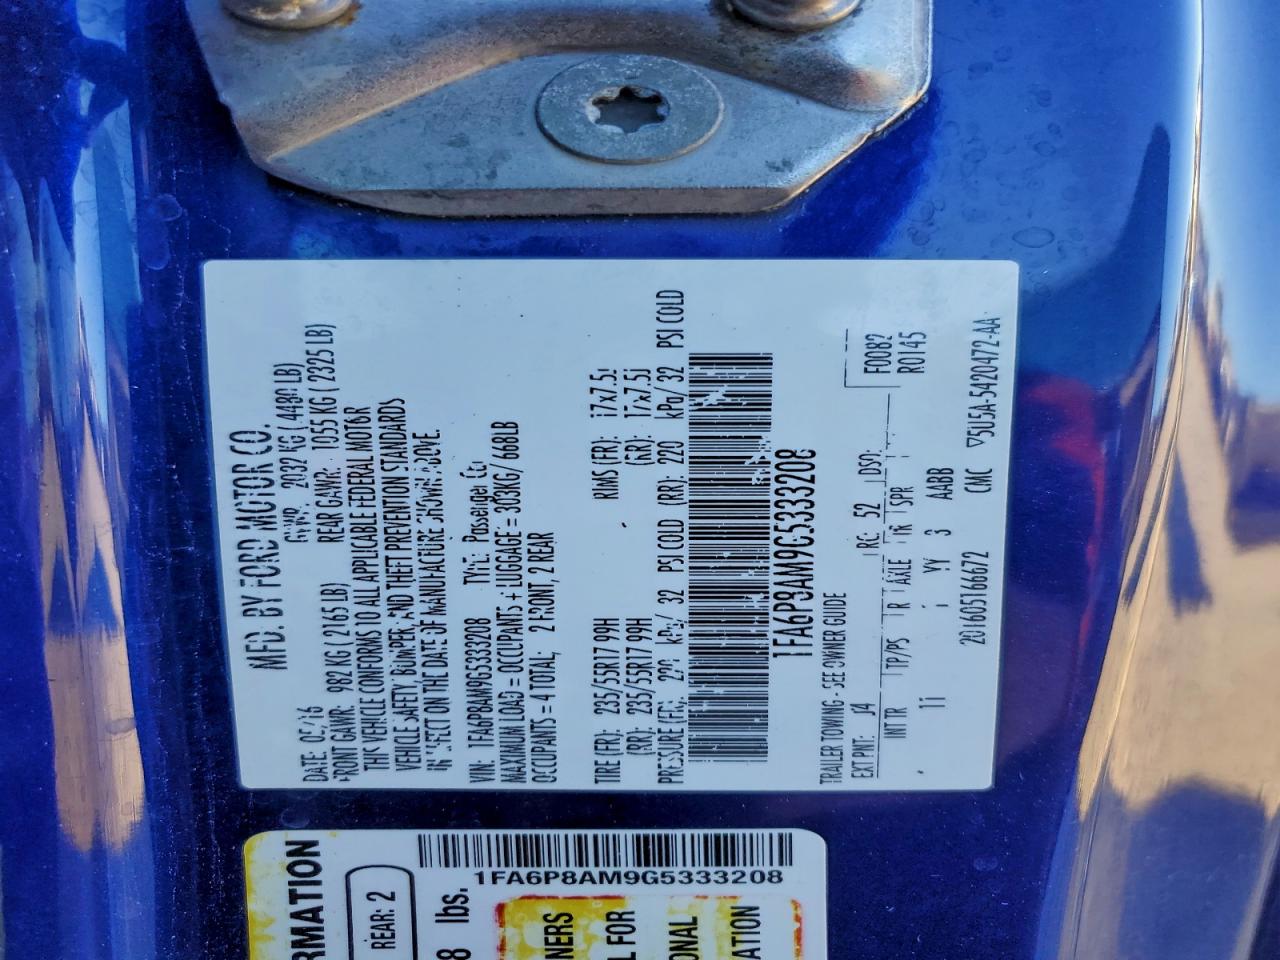 MFD. BY FORD MOTOR CO.
DATE: 05/16 GVWR: 2032 KG (4480 LB)
FRONT GAWR: 982 KG (2165 LB) REAR GAWR: 1055 KG (2325 LB)
THIS VEHICLE CONFORMS TO ALL APPLICABLE FEDERAL MOTOR
VEHICLE SAFETY BUMPER, AND THEFT PREVENTION STANDARDS
IN EFFECT ON THE DATE OF MANUFACTURE SHOWN ABOVE.
VIN: 1FA6P8AM9G5333208 TYPE: Passenger Car
MAXIMUM LOAD = OCCUPANTS + LUGGAGE = 303KG/ 668LB
OCCUPANTS = 4 TOTAL; 2 FRONT, 2 REAR
TIRE (FR): 235/55R17 99H RIMS (FR): 17x7.5J
(RR): 235/55R17 99H (RR): 17x7.5J
PRESSURE (FR): 220 kPa/ 32 PSI COLD (RR): 220 kPa/ 32 PSI COLD
1FA6P8AM9G5333208
TRAILER TOWING - SEE OWNER GUIDE
EXT PNT: J4 RC: 52 DSO: F0082
R0145
INT TR TP/PS R AXLE TR SPR
YY 3 AABB
20160516672 CMC 5U5A-5420472-AA
1FA6P8AM9G5333208
RMATION
REAR: 2
8 lbs.
NERS
L FOR
ONAL
ATION